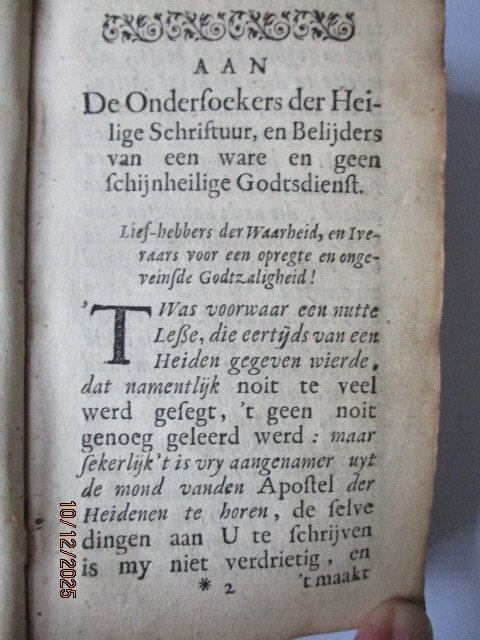 AAN
De Onderſoekers der Hei-
lige Schriftuur, en Belijders
van een ware en geen
ſchijnheilige Godtsdienſt.
Lief-hebbers der Waarheid, en Ive-
raars voor een opregte en onge-
veinſde Godtzaligheid!
'T Was voorwaar een nutte
Leße, die eertijds van een
Heiden gegeven wierde,
dat namentlijk noit te veel
werd geſegt, 't geen noit
genoeg geleerd werd: maar
ſekerlijk 't is vry aangenamer uyt
de mond vanden Apoſtel der
Heidenen te horen, de ſelve
dingen aan U te ſchrijven
is my niet verdrietig, en
* 2 't maakt
10/12/2025